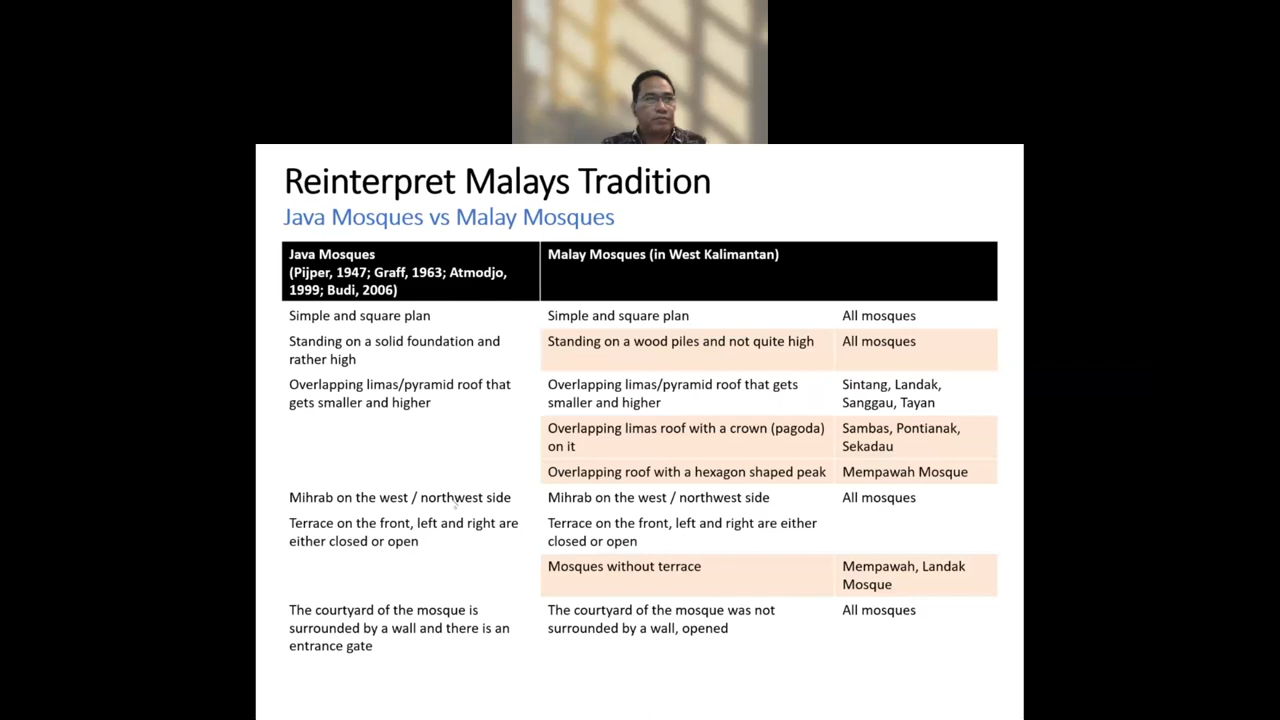 Reinterpret Malays Tradition
Java Mosques vs Malay Mosques
Java Mosques
(Pijper, 1947; Graff, 1963; Atmodjo,
1999; Budi, 2006)
Malay Mosques (in West Kalimantan)
Simple and square plan
Simple and square plan
All mosques
Standing on a solid foundation and
rather high
Standing on a wood piles and not quite high
All mosques
Overlapping limas/pyramid roof that
gets smaller and higher
Overlapping limas/pyramid roof that gets
smaller and higher
Sintang, Landak,
Sanggau, Tayan
Overlapping limas roof with a crown (pagoda)
on it
Sambas, Pontianak,
Sekadau
Overlapping roof with a hexagon shaped peak
Mempawah Mosque
Mihrab on the west / northwest side
Mihrab on the west / northwest side
All mosques
Terrace on the front, left and right are
either closed or open
Terrace on the front, left and right are either
closed or open
Mosques without terrace
Mempawah, Landak
Mosque
The courtyard of the mosque is
surrounded by a wall and there is an
entrance gate
The courtyard of the mosque was not
surrounded by a wall, opened
All mosques